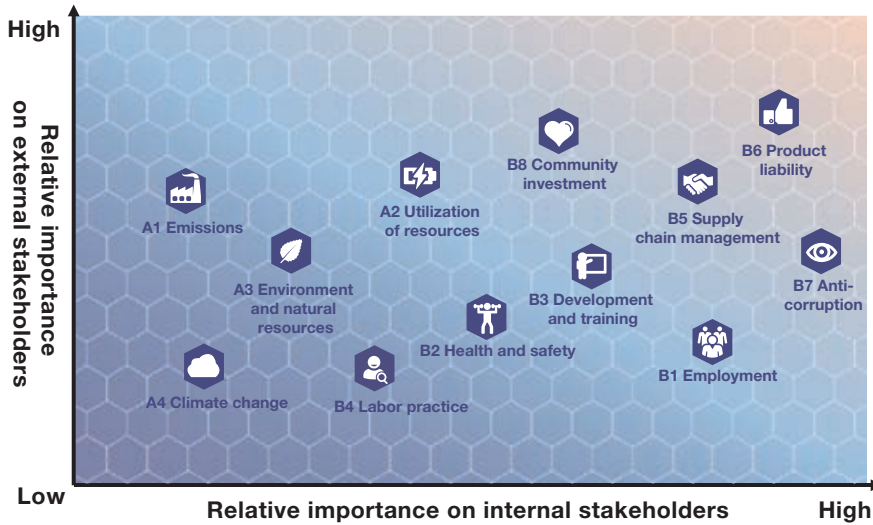 High
Relative importance
on external stakeholders
B6 Product
liability
B8 Community
investment
A1 Emissions
A2 Utilization
of resources
B5 Supply
chain management
A3 Environment
and natural
resources
B3 Development
and training
B7 Anti-
corruption
B2 Health and safety
B1 Employment
A4 Climate change
B4 Labor practice
Low
Relative importance on internal stakeholders
High